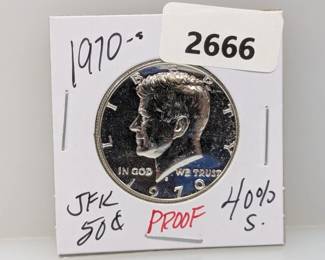 1970-s
2666
LIBERTY
IN GOD WE TRUST
1970
JFK
50¢
PROOF
40%
S.